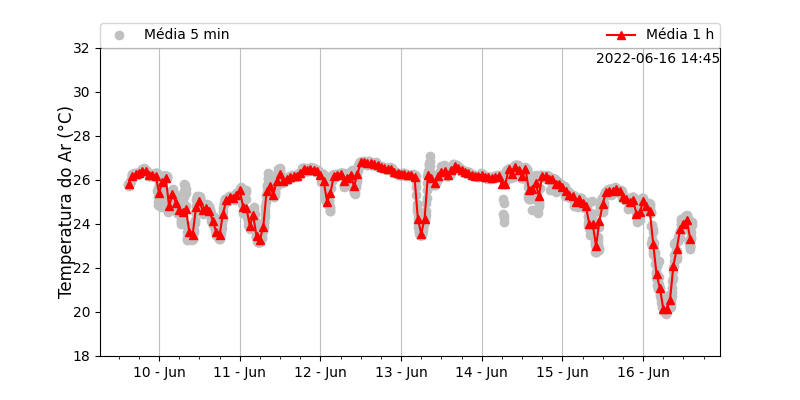 Média 5 min
Média 1 h
2022-06-16 14:45
Temperatura do Ar (°C)
32
30
28
26
24
22
20
18
10 - Jun
11 - Jun
12 - Jun
13 - Jun
14 - Jun
15 - Jun
16 - Jun